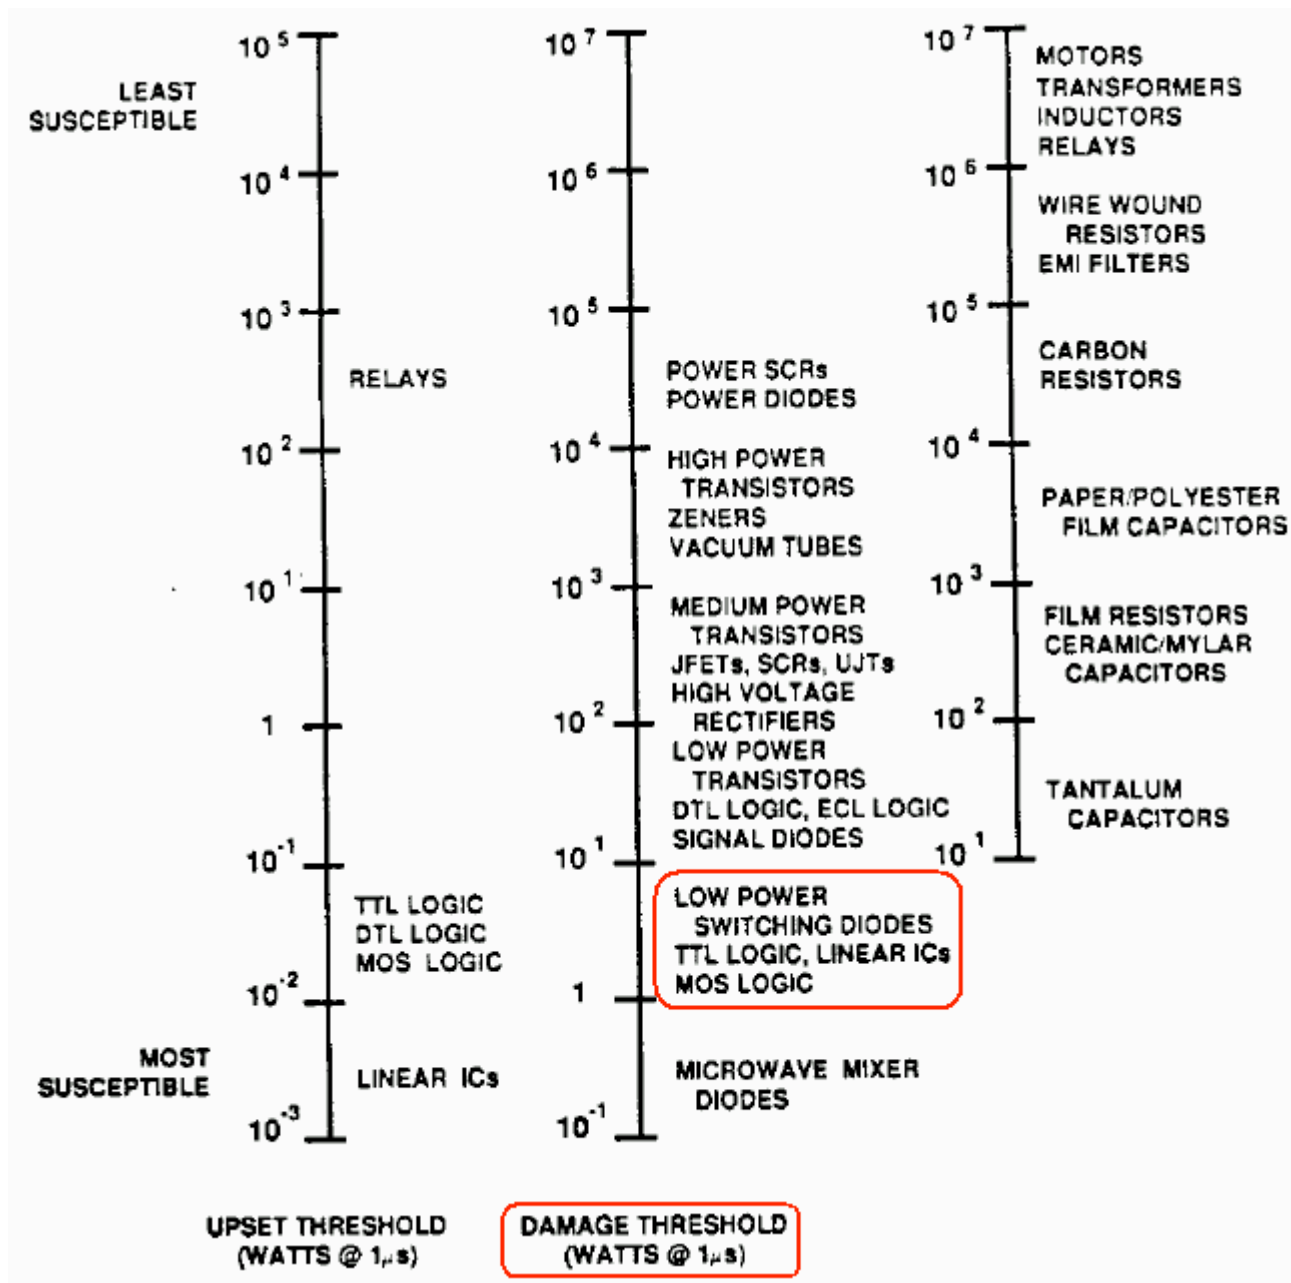 10⁵
LEAST
SUSCEPTIBLE
10⁴
10³
RELAYS
10²
10¹
1
10⁻¹
TTL LOGIC
DTL LOGIC
MOS LOGIC
10⁻²
MOST
SUSCEPTIBLE
LINEAR ICs
10⁻³
UPSET THRESHOLD
(WATTS @ 1μs)
10⁷
10⁶
10⁵
POWER SCRs
POWER DIODES
10⁴
HIGH POWER
TRANSISTORS
ZENERS
VACUUM TUBES
10³
MEDIUM POWER
TRANSISTORS
JFETs, SCRs, UJTs
HIGH VOLTAGE
RECTIFIERS
10²
LOW POWER
TRANSISTORS
DTL LOGIC, ECL LOGIC
SIGNAL DIODES
10¹
LOW POWER
SWITCHING DIODES
TTL LOGIC, LINEAR ICs
MOS LOGIC
1
MICROWAVE MIXER
DIODES
10⁻¹
DAMAGE THRESHOLD
(WATTS @ 1μs)
10⁷
MOTORS
TRANSFORMERS
INDUCTORS
RELAYS
10⁶
WIRE WOUND
RESISTORS
EMI FILTERS
10⁵
CARBON
RESISTORS
10⁴
PAPER/POLYESTER
FILM CAPACITORS
10³
FILM RESISTORS
CERAMIC/MYLAR
CAPACITORS
10²
TANTALUM
CAPACITORS
10¹